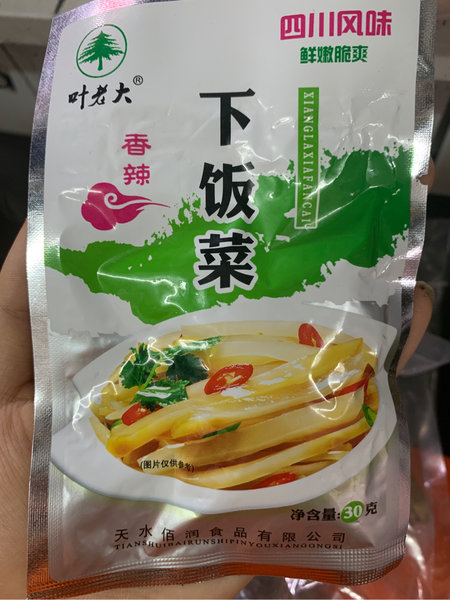 四川风味
鲜嫩脆爽
叶老大®
香辣
下饭菜
XIANGLAXIAFANCAI
(图片仅供参考)
净含量:30克
天水佰润食品有限公司
TIANSHUIBAIRUNSHIPINYOUXIANGONGSI